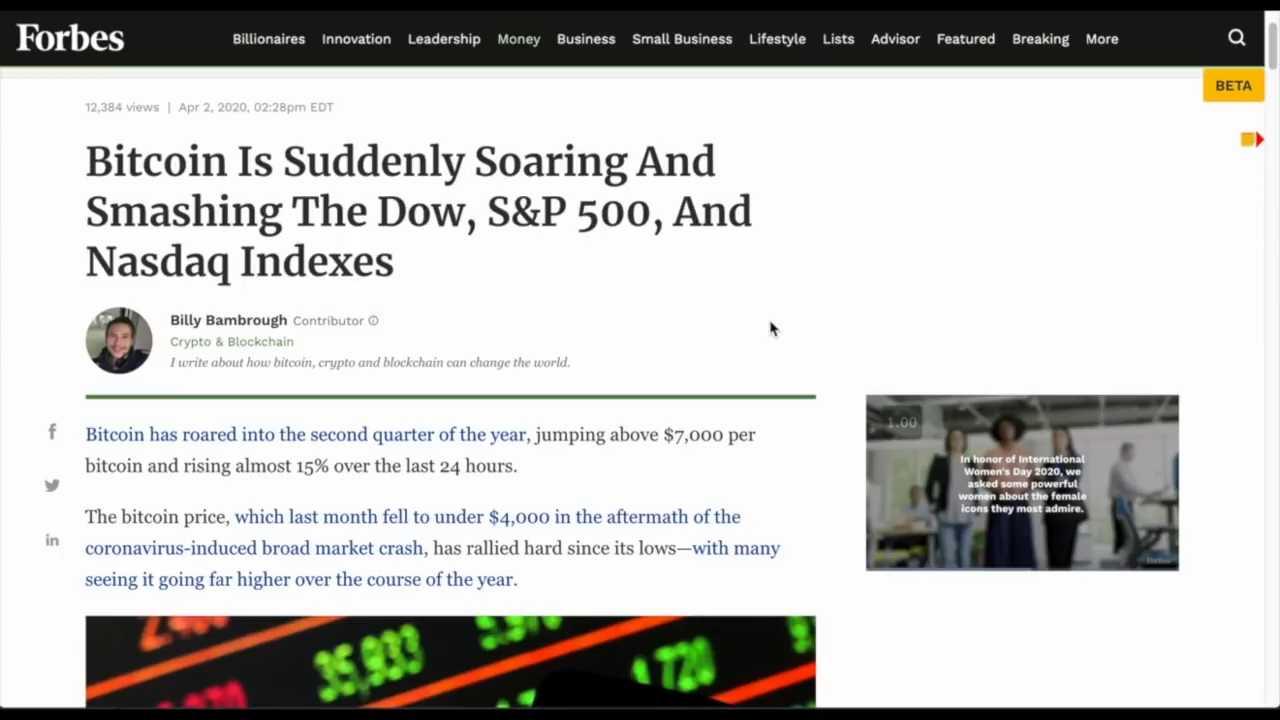 Forbes
Billionaires Innovation Leadership Money Business Small Business Lifestyle Lists Advisor Featured Breaking More
BETA
12,384 views | Apr 2, 2020, 02:28pm EDT
Bitcoin Is Suddenly Soaring And
Smashing The Dow, S&P 500, And
Nasdaq Indexes
Billy Bambrough Contributor
Crypto & Blockchain
I write about how bitcoin, crypto and blockchain can change the world.
Bitcoin has roared into the second quarter of the year, jumping above $7,000 per
bitcoin and rising almost 15% over the last 24 hours.
The bitcoin price, which last month fell to under $4,000 in the aftermath of the
coronavirus-induced broad market crash, has rallied hard since its lows—with many
seeing it going far higher over the course of the year.
1.00
In honor of International
Women's Day 2020, we
asked some powerful
women about the female
icons they most admire.
Forbes
35,933
4,720